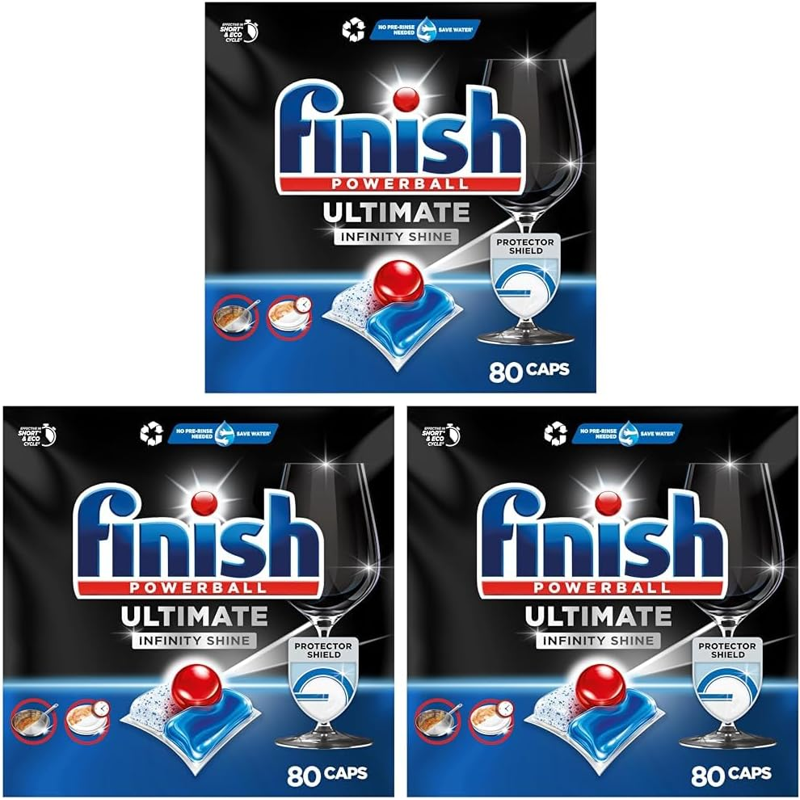 EFFECTIVE IN
SHORT*
& ECO
CYCLE*
NO PRE-RINSE
NEEDED
SAVE WATER†
finish
POWERBALL
ULTIMATE
INFINITY SHINE
PROTECTOR
SHIELD
80 CAPS
EFFECTIVE IN
SHORT*
& ECO
CYCLE*
NO PRE-RINSE
NEEDED
SAVE WATER†
finish
POWERBALL
ULTIMATE
INFINITY SHINE
PROTECTOR
SHIELD
80 CAPS
EFFECTIVE IN
SHORT*
& ECO
CYCLE*
NO PRE-RINSE
NEEDED
SAVE WATER†
finish
POWERBALL
ULTIMATE
INFINITY SHINE
PROTECTOR
SHIELD
80 CAPS